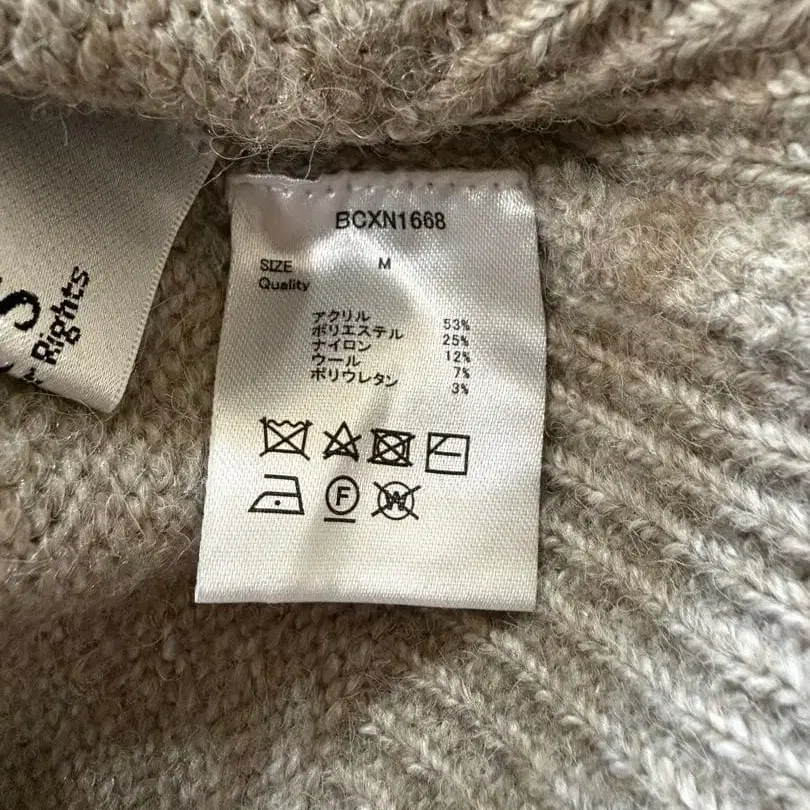 BCXN1668
SIZE M
Quality
アクリル 53%
ポリエステル 25%
ナイロン 12%
ウール 7%
ポリウレタン 3%
F
W
S
Rights